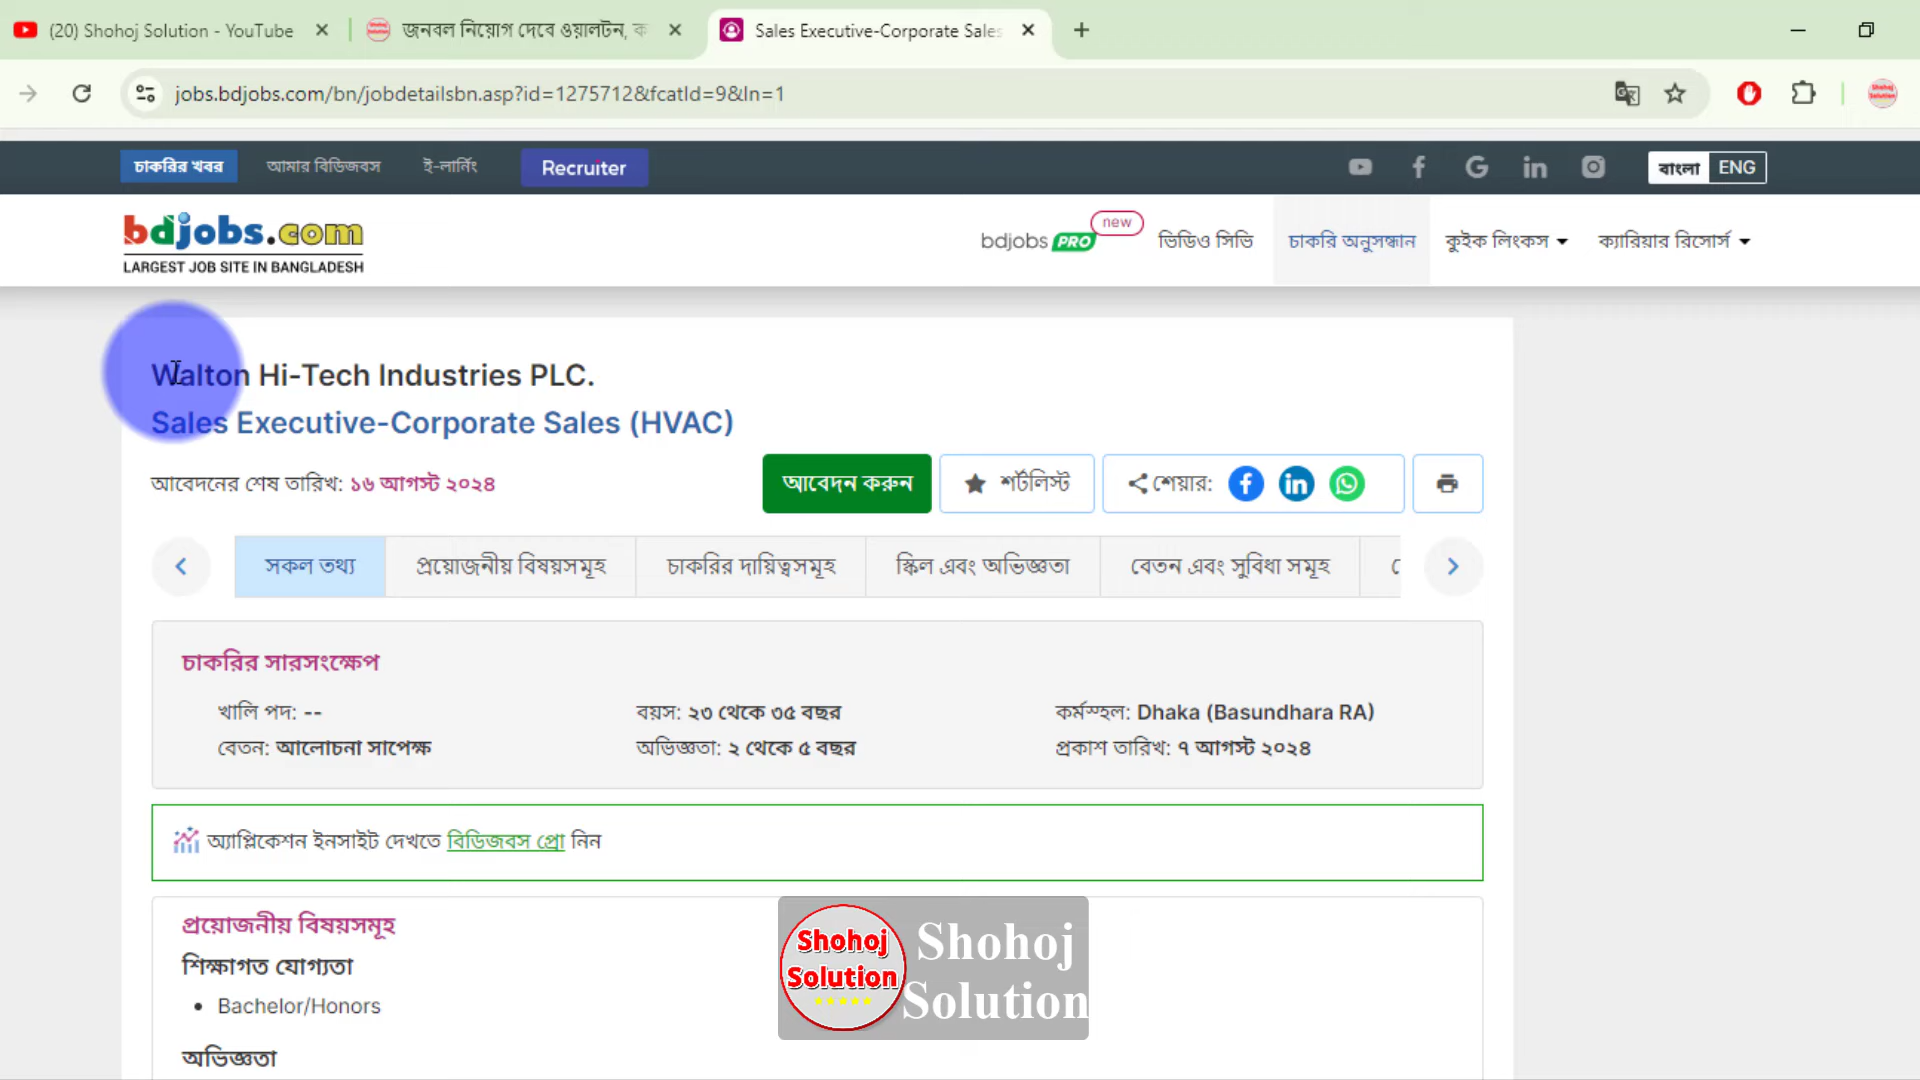 (20) Shohoj Solution - YouTube
জনবল নিয়োগ দেবে ওয়ালটন, ক
Sales Executive-Corporate Sales
jobs.bdjobs.com/bn/jobdetailsbn.asp?id=1275712&fcatId=9&ln=1
চাকরির খবর
আমার বিডিজবস
ই-লার্নিং
Recruiter
বাংলা ENG
bdjobs.com
LARGEST JOB SITE IN BANGLADESH
bdjobs PRO new
ভিডিও সিভি
চাকরি অনুসন্ধান
কুইক লিংকস
ক্যারিয়ার রিসোর্স
Walton Hi-Tech Industries PLC.
Sales Executive-Corporate Sales (HVAC)
আবেদনের শেষ তারিখ: ১৬ আগস্ট ২০২৪
আবেদন করুন
শর্টলিস্ট
শেয়ার:
সকল তথ্য
প্রয়োজনীয় বিষয়সমূহ
চাকরির দায়িত্বসমূহ
স্কিল এবং অভিজ্ঞতা
বেতন এবং সুবিধা সমূহ
চাকরির সারসংক্ষেপ
খালি পদ: --
বয়স: ২৩ থেকে ৩৫ বছর
কর্মস্থল: Dhaka (Basundhara RA)
বেতন: আলোচনা সাপেক্ষ
অভিজ্ঞতা: ২ থেকে ৫ বছর
প্রকাশ তারিখ: ৭ আগস্ট ২০২৪
অ্যাপ্লিকেশন ইনসাইট দেখতে বিডিজবস প্রো নিন
প্রয়োজনীয় বিষয়সমূহ
শিক্ষাগত যোগ্যতা
• Bachelor/Honors
অভিজ্ঞতা
Shohoj
Solution
Shohoj
Solution